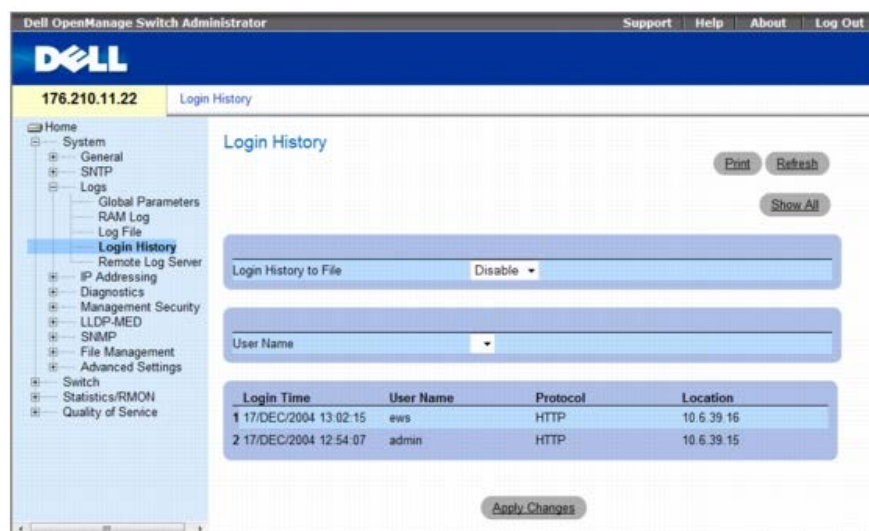 Dell OpenManage Switch Administrator Support Help About Log Out
DELL
176.210.11.22 Login History
Home
System
General
SNTP
Logs
Global Parameters
RAM Log
Log File
Login History
Remote Log Server
IP Addressing
Diagnostics
Management Security
LLDP-MED
SNMP
File Management
Advanced Settings
Switch
Statistics/RMON
Quality of Service
Login History
Print Refresh
Show All
Login History to File Disable
User Name
Login Time User Name Protocol Location
1 17/DEC/2004 13:02:15 ews HTTP 10.6.39.16
2 17/DEC/2004 12:54:07 admin HTTP 10.6.39.15
Apply Changes